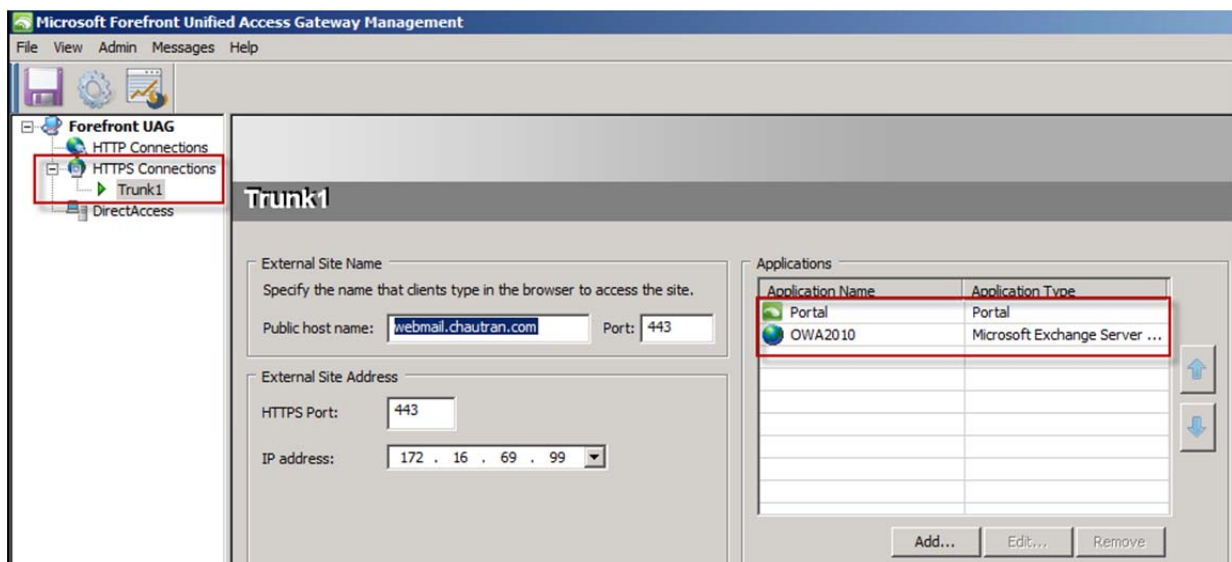 Microsoft Forefront Unified Access Gateway Management
File View Admin Messages Help
Forefront UAG
HTTP Connections
HTTPS Connections
Trunk1
DirectAccess
Trunk1
External Site Name
Specify the name that clients type in the browser to access the site.
Public host name: webmail.chautran.com Port: 443
External Site Address
HTTPS Port: 443
IP address: 172 . 16 . 69 . 99
Applications
Application Name Application Type
Portal Portal
OWA2010 Microsoft Exchange Server ...
Add... Edit... Remove